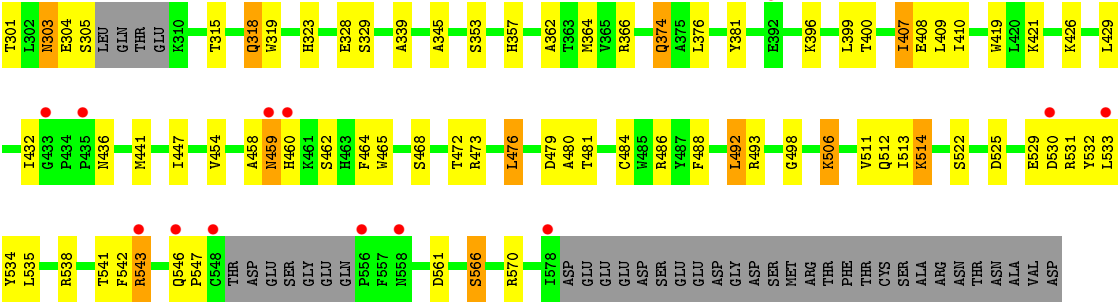 T301 L302 N303 E304 S305 LEU GLN THR GLU K310 T315 Q318 W319 H323 E328 S329 A339 A345 S353 H357 A362 T363 M364 V365 R366 Q374 A375 L376 Y381 E392 K396 L399 T400 I407 E408 L409 I410 W419 L420 K421 K426 L429
I432 G433 P434 P435 N436 M441 I447 V454 A458 N459 H460 K461 S462 H463 F464 W465 S468 T472 R473 L476 D479 A480 T481 C484 W485 R486 Y487 F488 L492 R493 G498 K506 V511 Q512 I513 K514 S522 D525 E529 D530 R531 Y532 L533
Y534 L535 R538 T541 F542 R543 Q546 P547 C548 THR ASP GLU SER GLY GLU GLN P556 F557 N558 D561 S566 R570 I578 ASP GLU GLU GLU ASP SER GLU GLU ASP GLY ASP SER MET ARG THR PHE THR CYS SER ALA ARG ASN THR ASN ALA VAL ASP